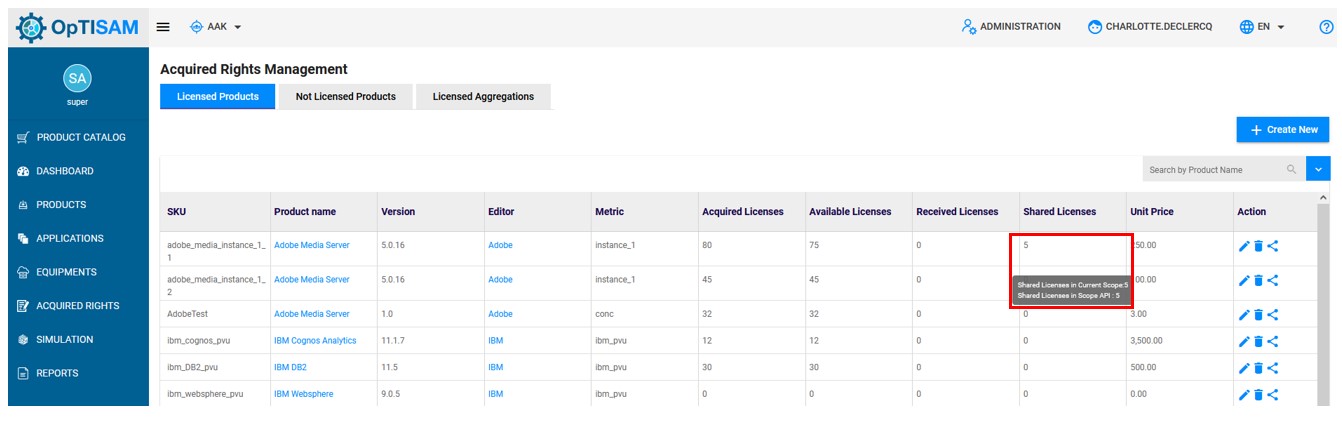 OpTISAM
AAK
ADMINISTRATION
CHARLOTTE.DECLERCQ
EN
SA
super
PRODUCT CATALOG
DASHBOARD
PRODUCTS
APPLICATIONS
EQUIPMENTS
ACQUIRED RIGHTS
SIMULATION
REPORTS
Acquired Rights Management
Licensed Products Not Licensed Products Licensed Aggregations
+ Create New
Search by Product Name
SKU Product name Version Editor Metric Acquired Licenses Available Licenses Received Licenses Shared Licenses Unit Price Action
adobe_media_instance_1_ Adobe Media Server 5.0.16 Adobe instance_1 80 75 0 5 50.00
1
adobe_media_instance_1_ Adobe Media Server 5.0.16 Adobe instance_1 45 45 0 00.00
2
Shared Licenses in Current Scope:5
Shared Licenses in Scope API : 5
AdobeTest Adobe Media Server 1.0 Adobe conc 32 32 0 0 3.00
ibm_cognos_pvu IBM Cognos Analytics 11.1.7 IBM ibm_pvu 12 12 0 0 3,500.00
ibm_DB2_pvu IBM DB2 11.5 IBM ibm_pvu 30 30 0 0 500.00
ibm_websphere_pvu IBM Websphere 9.0.5 IBM ibm_pvu 0 0 0 0 0.00